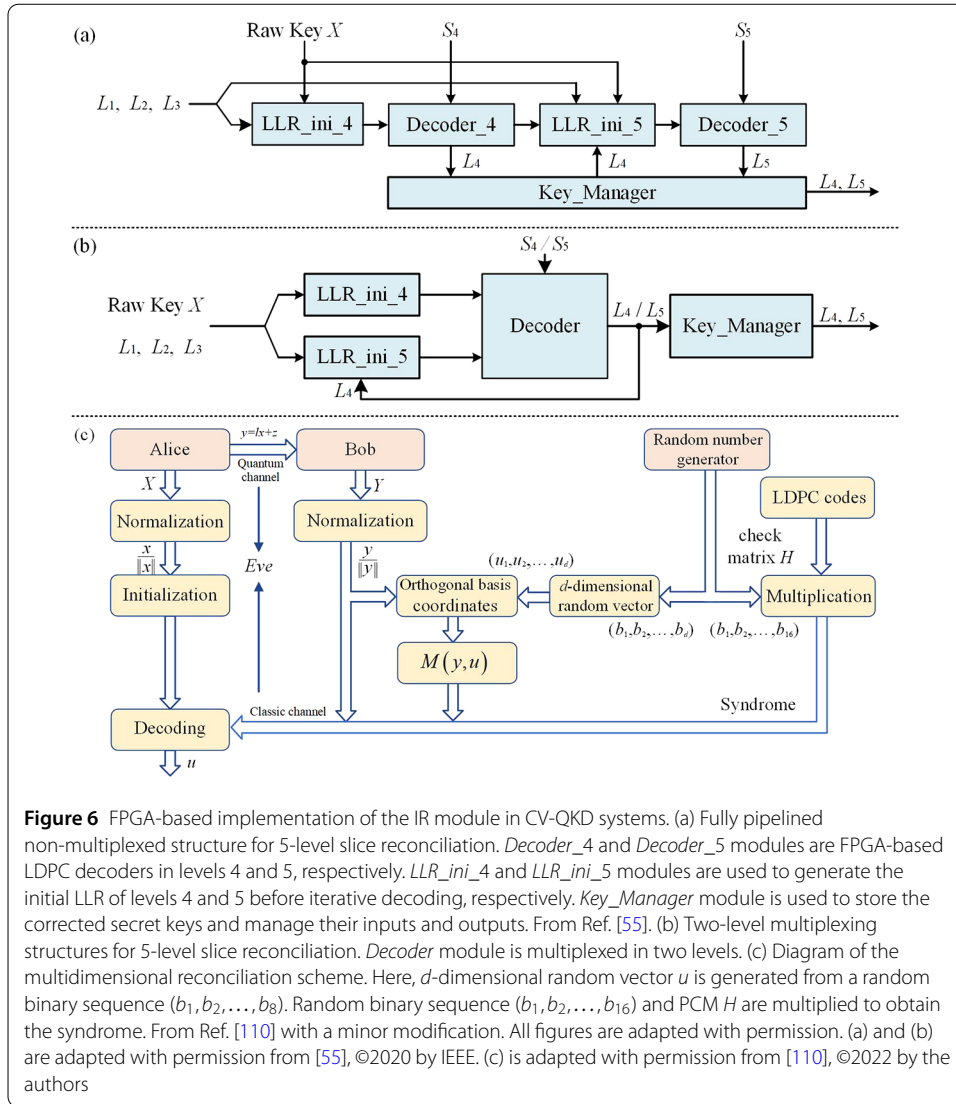 (a)
Raw Key X
S₄
S₅
L₁, L₂, L₃
LLR_ini_4
Decoder_4
LLR_ini_5
Decoder_5
L₄
L₄
L₅
Key_Manager
L₄, L₅
(b)
S₄ / S₅
Raw Key X
L₁, L₂, L₃
LLR_ini_4
LLR_ini_5
Decoder
L₄ / L₅
Key_Manager
L₄, L₅
L₄
(c)
Alice
y=lx+z
Quantum
channel
Bob
Random number
generator
X
Y
LDPC codes
Normalization
Normalization
check
matrix H
x
‖x‖
Eve
y
‖y‖
(u₁,u₂,…,u_d)
Initialization
Orthogonal basis
coordinates
d-dimensional
random vector
Multiplication
(b₁,b₂,…,b_d)
(b₁,b₂,…,b₁₆)
M(y,u)
Classic channel
Syndrome
Decoding
u
Figure 6 FPGA-based implementation of the IR module in CV-QKD systems. (a) Fully pipelined
non-multiplexed structure for 5-level slice reconciliation. Decoder_4 and Decoder_5 modules are FPGA-based
LDPC decoders in levels 4 and 5, respectively. LLR_ini_4 and LLR_ini_5 modules are used to generate the
initial LLR of levels 4 and 5 before iterative decoding, respectively. Key_Manager module is used to store the
corrected secret keys and manage their inputs and outputs. From Ref. [55]. (b) Two-level multiplexing
structures for 5-level slice reconciliation. Decoder module is multiplexed in two levels. (c) Diagram of the
multidimensional reconciliation scheme. Here, d-dimensional random vector u is generated from a random
binary sequence (b₁, b₂, …, b₈). Random binary sequence (b₁, b₂, …, b₁₆) and PCM H are multiplied to obtain
the syndrome. From Ref. [110] with a minor modification. All figures are adapted with permission. (a) and (b)
are adapted with permission from [55], ©2020 by IEEE. (c) is adapted with permission from [110], ©2022 by the
authors